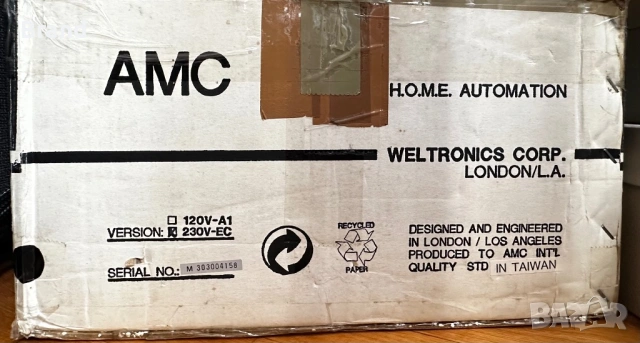 AMC
H.O.M.E. AUTOMATION
WELTRONICS CORP.
LONDON/L.A.
120V-A1
VERSION: 230V-EC
SERIAL NO.: M 303004158
RECYCLED
PAPER
DESIGNED AND ENGINEERED
IN LONDON / LOS ANGELES
PRODUCED TO AMC INT'L
QUALITY STD IN TAIWAN
BAZAR